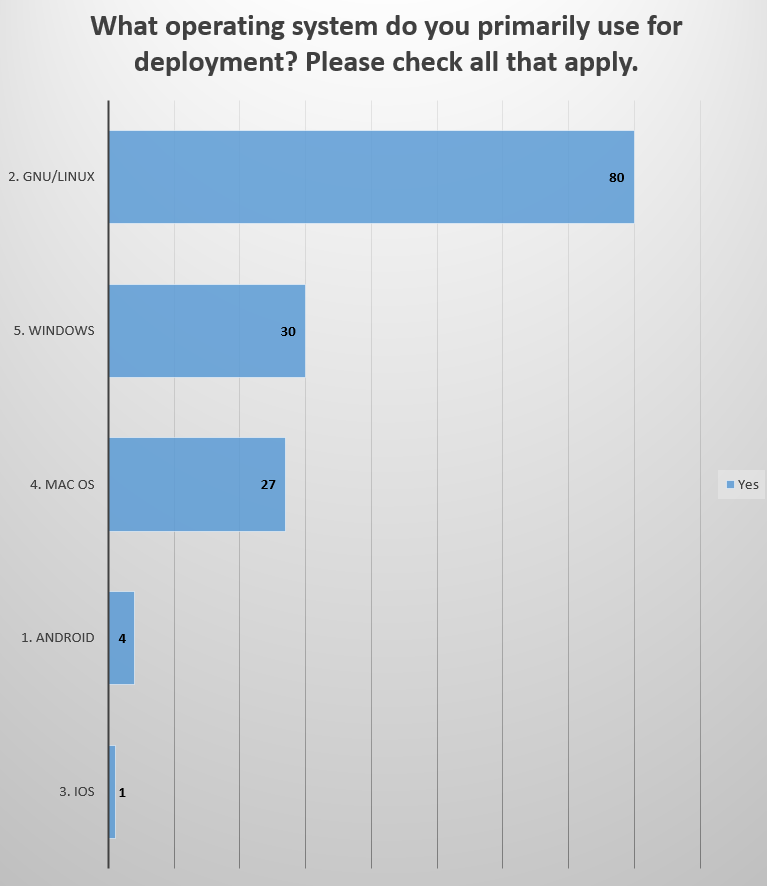 What operating system do you primarily use for
deployment? Please check all that apply.
2. GNU/LINUX
80
5. WINDOWS
30
4. MAC OS
27
Yes
1. ANDROID
4
3. IOS
1